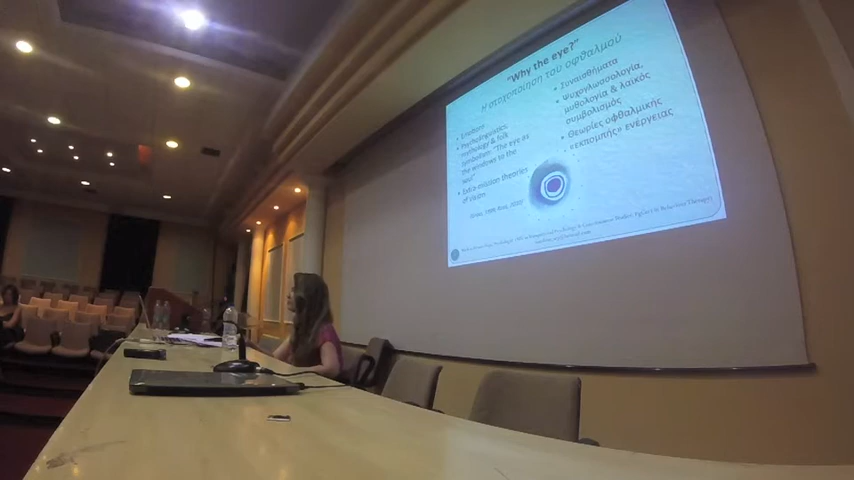 "Why the eye?"
Η στοχοποίηση του οφθαλμού
• Emotions
• Psycholinguistics,
mythology & folk
symbolism: "The eye as
the windows to the
soul"
• Extra-mission theories
of vision
• Συναισθήματα
• Ψυχογλωσσολογία,
μυθολογία & λαϊκός
συμβολισμός
• Θεωρίες οφθαλμικής
«εκπομπής» ενέργειας